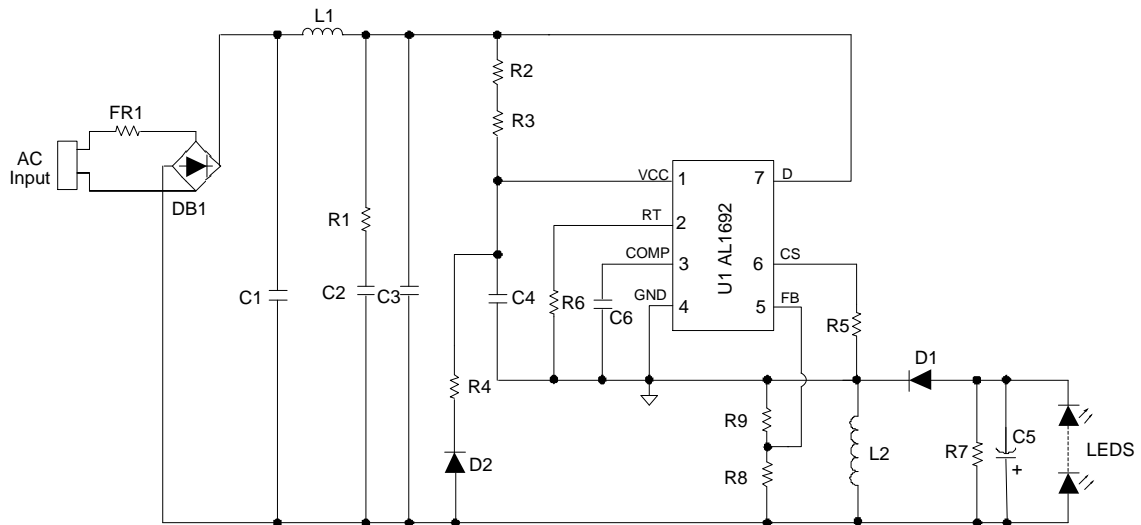 L1
R2
FR1
R3
AC
Input
VCC
1
7
D
DB1
R1
RT
2
U1 AL1692
COMP
3
6
CS
C1
C2
C3
C4
R6
C6
GND
4
5
FB
R5
R4
D1
R9
L2
R7
C5
+
LEDS
D2
R8